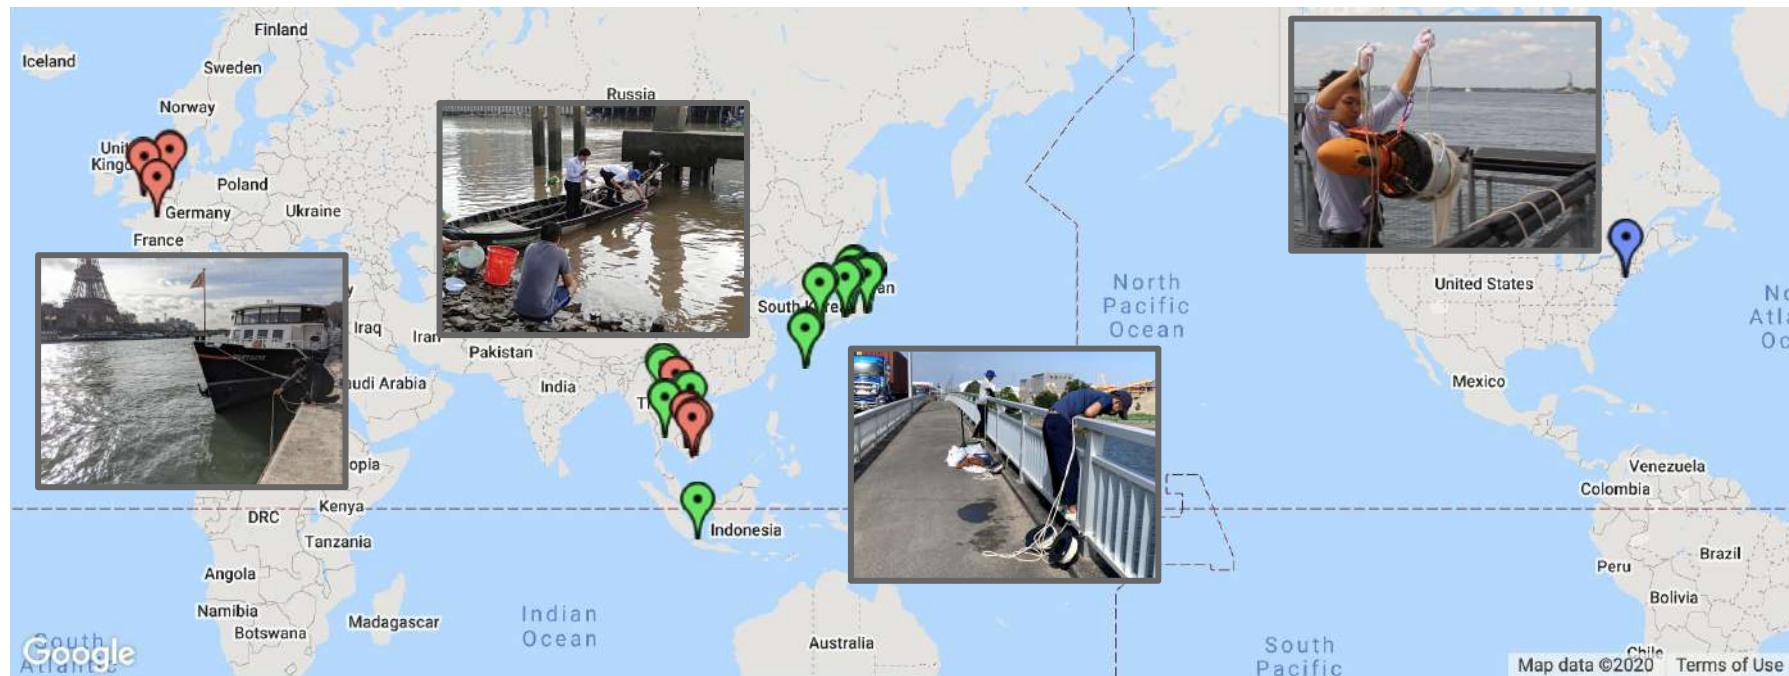 Finland
Iceland
Sweden
Russia
Norway
Poland
Germany
Ukraine
France
United States
North
Pacific
Ocean
Iraq
Iran
Pakistan
India
Mexico
Venezuela
Colombia
DRC
Kenya
Indonesia
Tanzania
Brazil
Angola
Peru
Namibia
Madagascar
Indian
Ocean
Bolivia
Botswana
Australia
South
Pacific
Chile
Google
Map data ©2020 Terms of Use